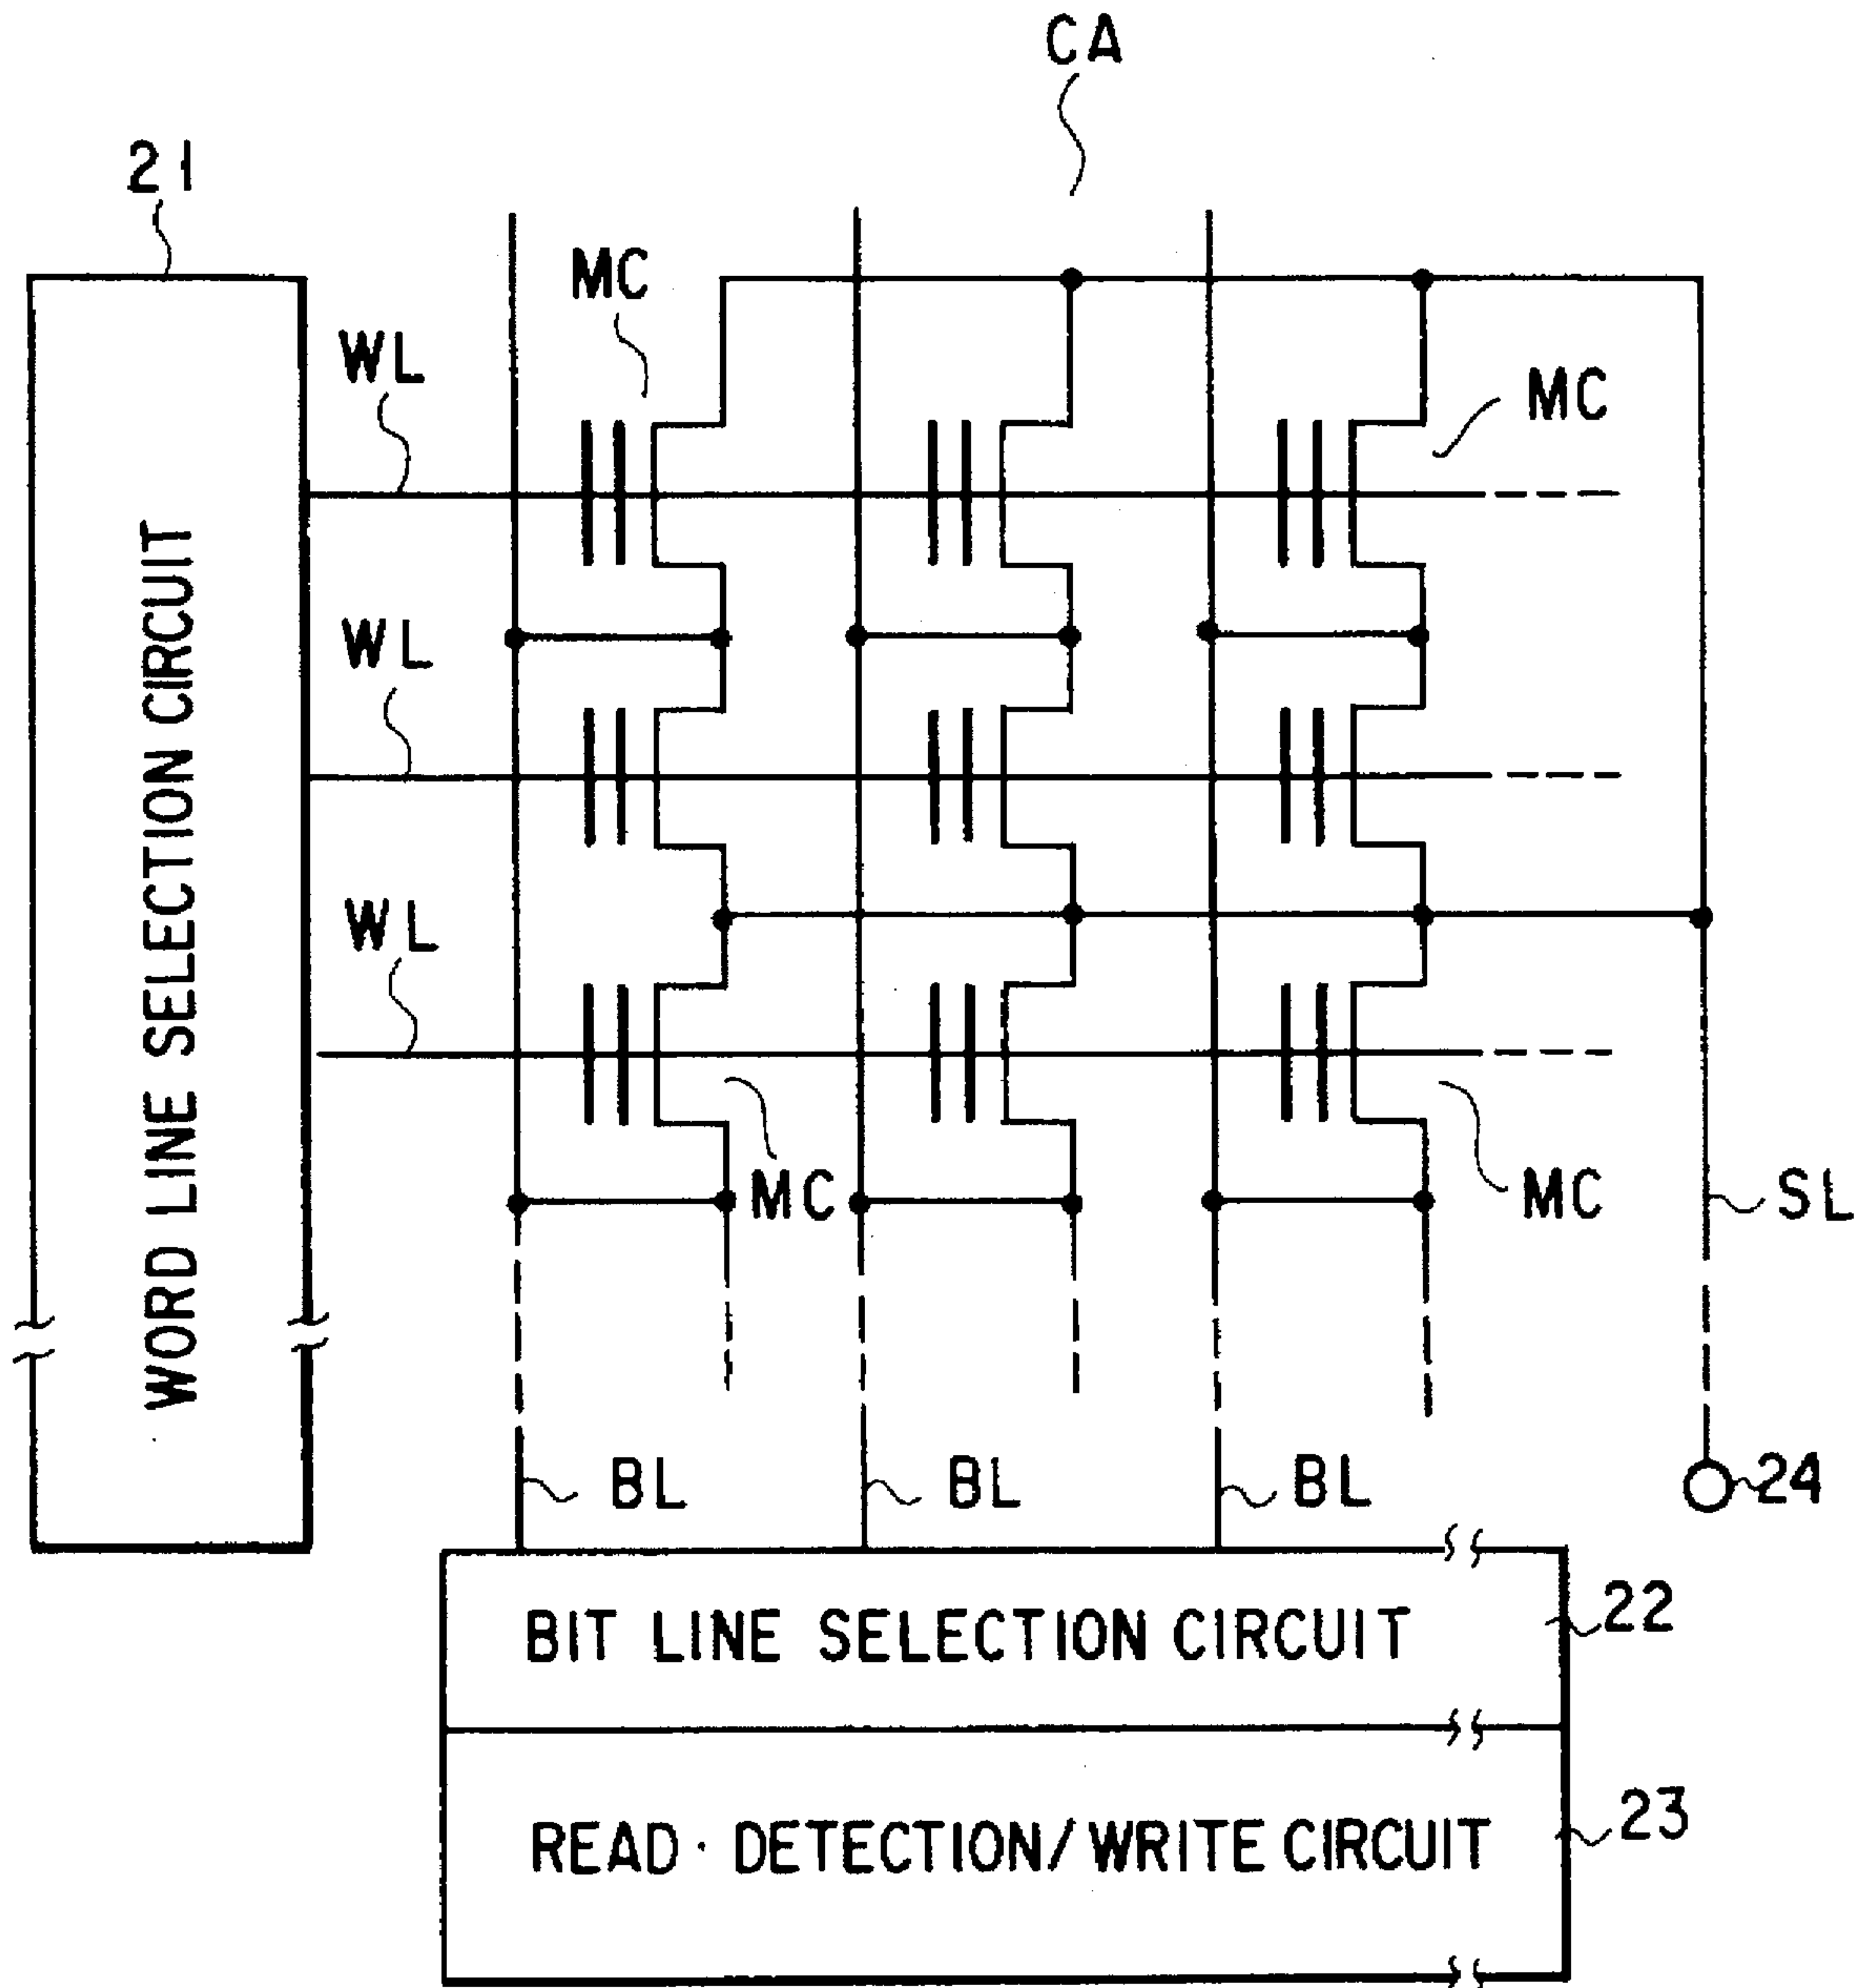 CA
21
MC
WL
MC
WORD LINE SELECTION CIRCUIT
WL
WL
MC
MC
SL
BL
BL
BL
24
BIT LINE SELECTION CIRCUIT
22
READ · DETECTION/WRITE CIRCUIT
23